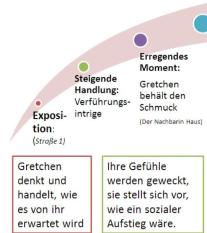 Erregendes
Moment:
Gretchen
behält den
Schmuck
(Der Nachbarin Haus)
Steigende
Handlung:
Verführungs-
intrige
Exposi-
tion:
(Straße 1)
Gretchen
denkt und
handelt, wie
es von ihr
erwartet wird
Ihre Gefühle
werden geweckt,
sie stellt sich vor,
wie ein sozialer
Aufstieg wäre.